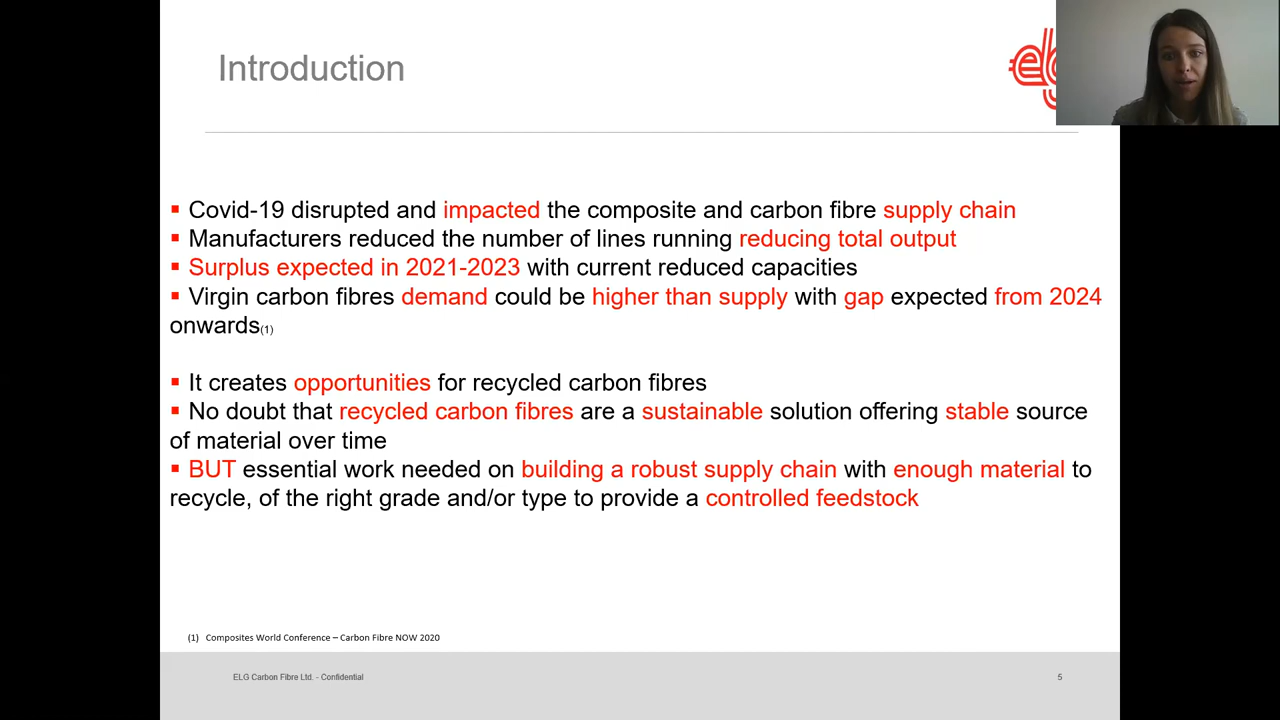 Introduction
elg
▪ Covid-19 disrupted and impacted the composite and carbon fibre supply chain
▪ Manufacturers reduced the number of lines running reducing total output
▪ Surplus expected in 2021-2023 with current reduced capacities
▪ Virgin carbon fibres demand could be higher than supply with gap expected from 2024
onwards(1)
▪ It creates opportunities for recycled carbon fibres
▪ No doubt that recycled carbon fibres are a sustainable solution offering stable source
of material over time
▪ BUT essential work needed on building a robust supply chain with enough material to
recycle, of the right grade and/or type to provide a controlled feedstock
(1) Composites World Conference – Carbon Fibre NOW 2020
ELG Carbon Fibre Ltd. - Confidential
5